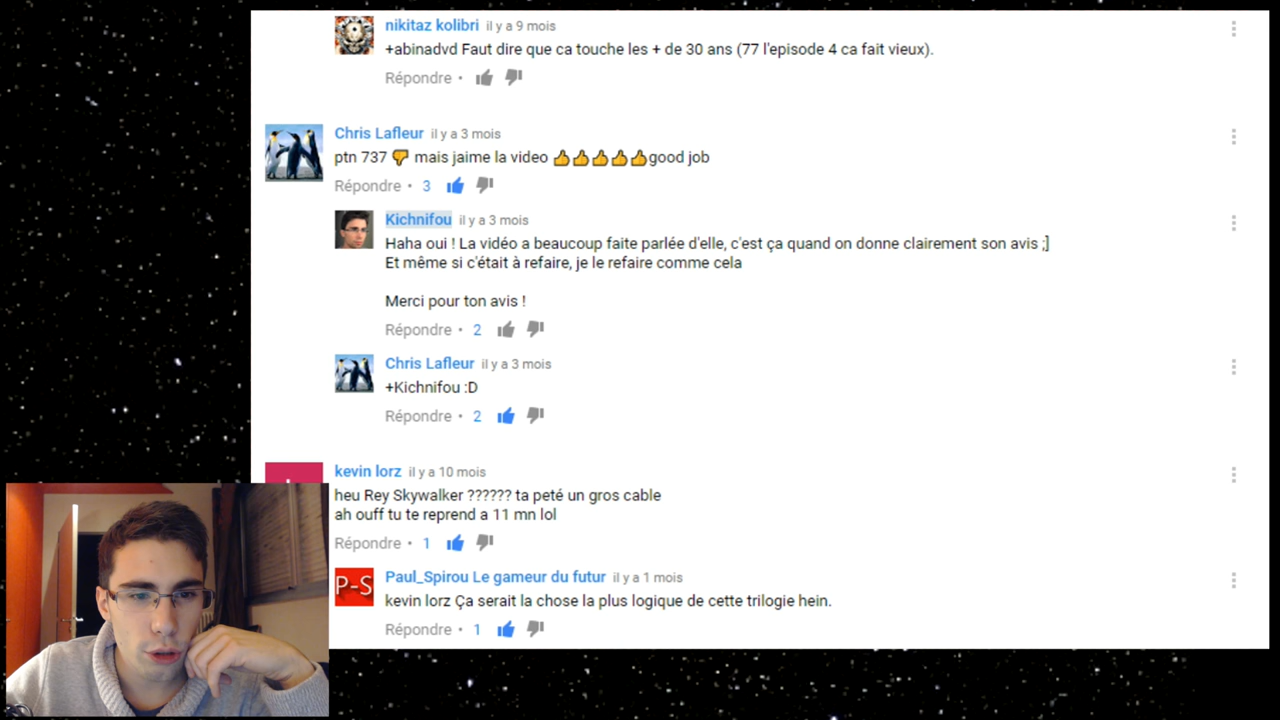 nikitaz kolibri il y a 9 mois
+abinadvd Faut dire que ca touche les + de 30 ans (77 l'episode 4 ca fait vieux).
Répondre •
Chris Lafleur il y a 3 mois
ptn 737 👎 mais jaime la video 👍👍👍👍👍good job
Répondre • 3
Kichnifou il y a 3 mois
Haha oui ! La vidéo a beaucoup faite parlée d'elle, c'est ça quand on donne clairement son avis ;]
Et même si c'était à refaire, je le refaire comme cela
Merci pour ton avis !
Répondre • 2
Chris Lafleur il y a 3 mois
+Kichnifou :D
Répondre • 2
kevin lorz il y a 10 mois
heu Rey Skywalker ?????? ta peté un gros cable
ah ouff tu te reprend a 11 mn lol
Répondre • 1
P-S
Paul_Spirou Le gameur du futur il y a 1 mois
kevin lorz Ça serait la chose la plus logique de cette trilogie hein.
Répondre • 1